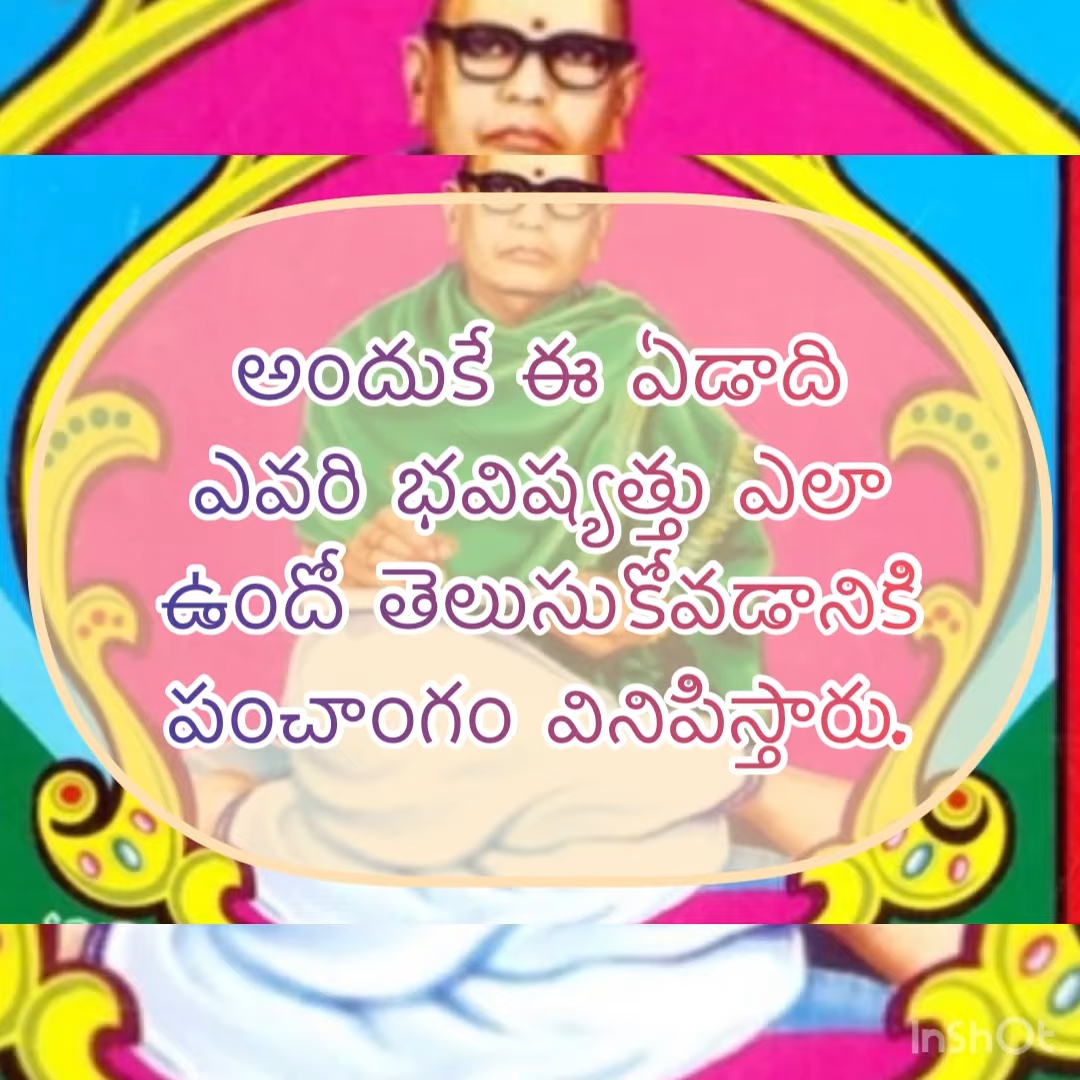 అందుకే ఈ ఏడాది
ఎవరి భవిష్యత్తు ఎలా
ఉందో తెలుసుకోవడానికి
పంచాంగం వినిపిస్తారు.
InShOt